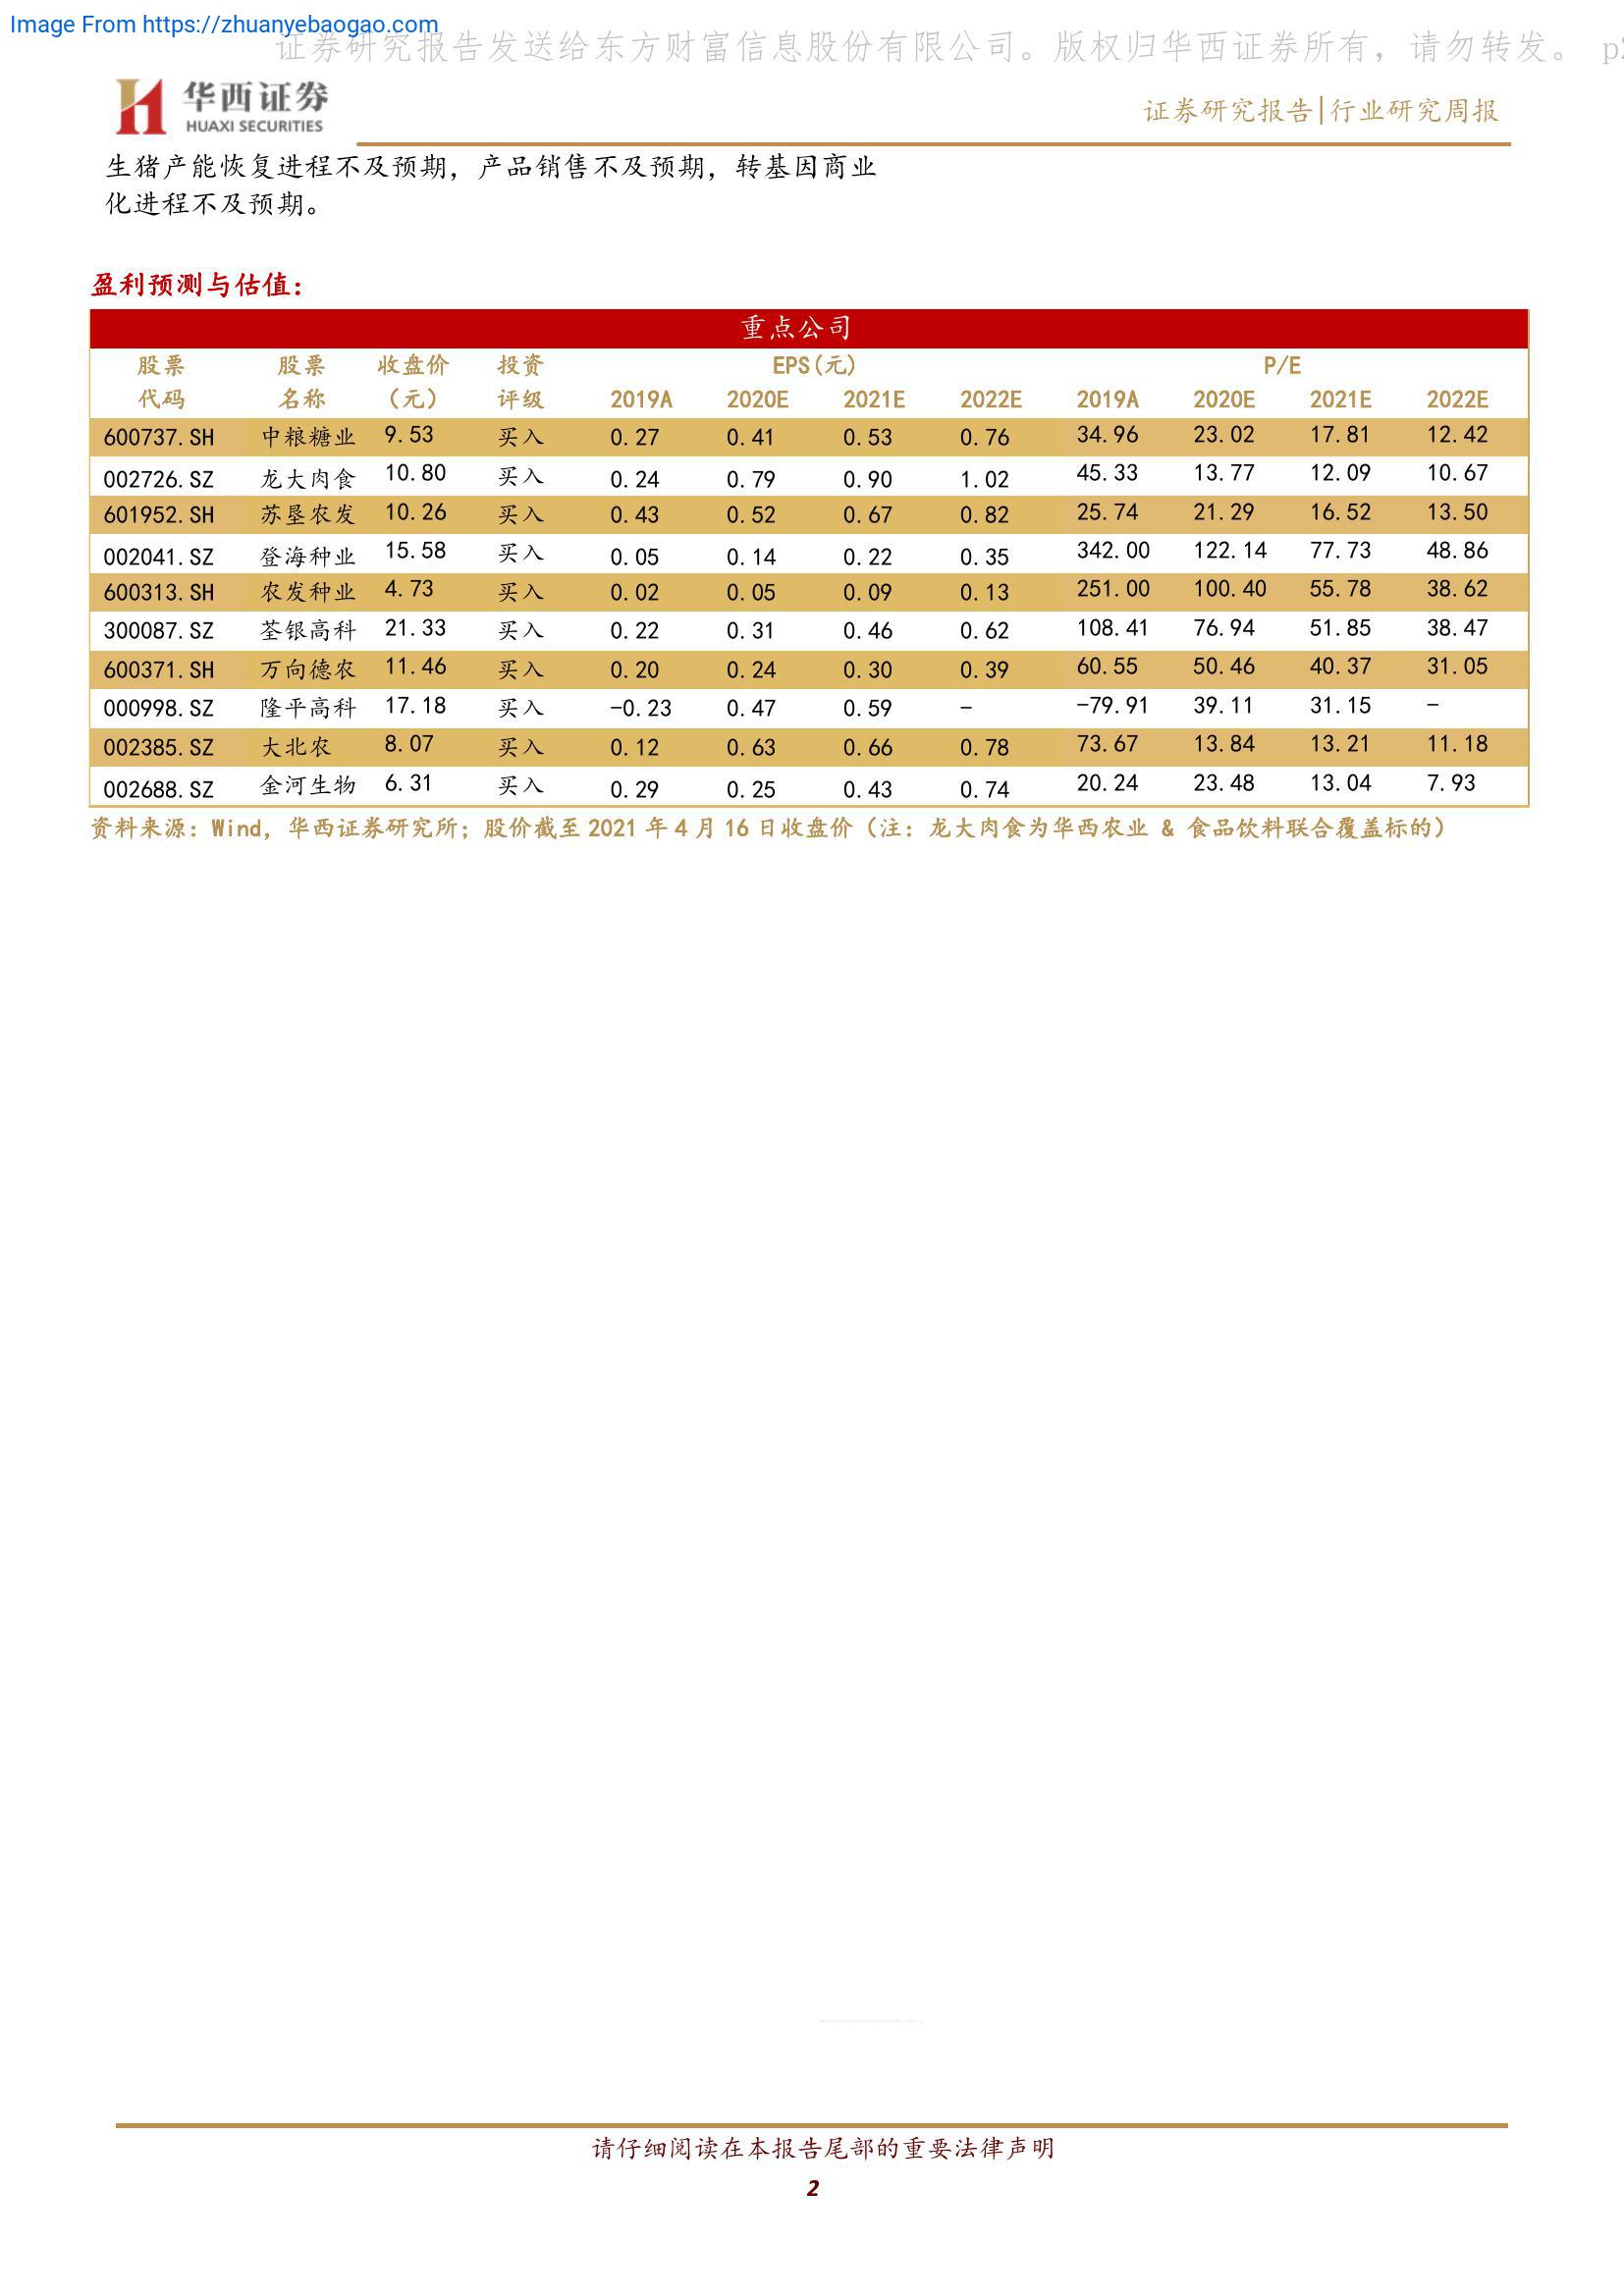 Image From https://zhuanyebaogao.com
证券研究报告发送给东方财富信息股份有限公司。版权归华西证券所有，请勿转发。 p2
华西证券
HUAXI SECURITIES
证券研究报告|行业研究周报
生猪产能恢复进程不及预期，产品销售不及预期，转基因商业
化进程不及预期。
盈利预测与估值：
重点公司
股票 股票 收盘价 投资 EPS(元) P/E
代码 名称 （元） 评级 2019A 2020E 2021E 2022E 2019A 2020E 2021E 2022E
600737.SH 中粮糖业 9.53 买入 0.27 0.41 0.53 0.76 34.96 23.02 17.81 12.42
002726.SZ 龙大肉食 10.80 买入 0.24 0.79 0.90 1.02 45.33 13.77 12.09 10.67
601952.SH 苏垦农发 10.26 买入 0.43 0.52 0.67 0.82 25.74 21.29 16.52 13.50
002041.SZ 登海种业 15.58 买入 0.05 0.14 0.22 0.35 342.00 122.14 77.73 48.86
600313.SH 农发种业 4.73 买入 0.02 0.05 0.09 0.13 251.00 100.40 55.78 38.62
300087.SZ 荃银高科 21.33 买入 0.22 0.31 0.46 0.62 108.41 76.94 51.85 38.47
600371.SH 万向德农 11.46 买入 0.20 0.24 0.30 0.39 60.55 50.46 40.37 31.05
000998.SZ 隆平高科 17.18 买入 -0.23 0.47 0.59 - -79.91 39.11 31.15 -
002385.SZ 大北农 8.07 买入 0.12 0.63 0.66 0.78 73.67 13.84 13.21 11.18
002688.SZ 金河生物 6.31 买入 0.29 0.25 0.43 0.74 20.24 23.48 13.04 7.93
资料来源：Wind，华西证券研究所；股价截至 2021 年 4 月 16 日收盘价（注：龙大肉食为华西农业 & 食品饮料联合覆盖标的）
请仔细阅读在本报告尾部的重要法律声明
2